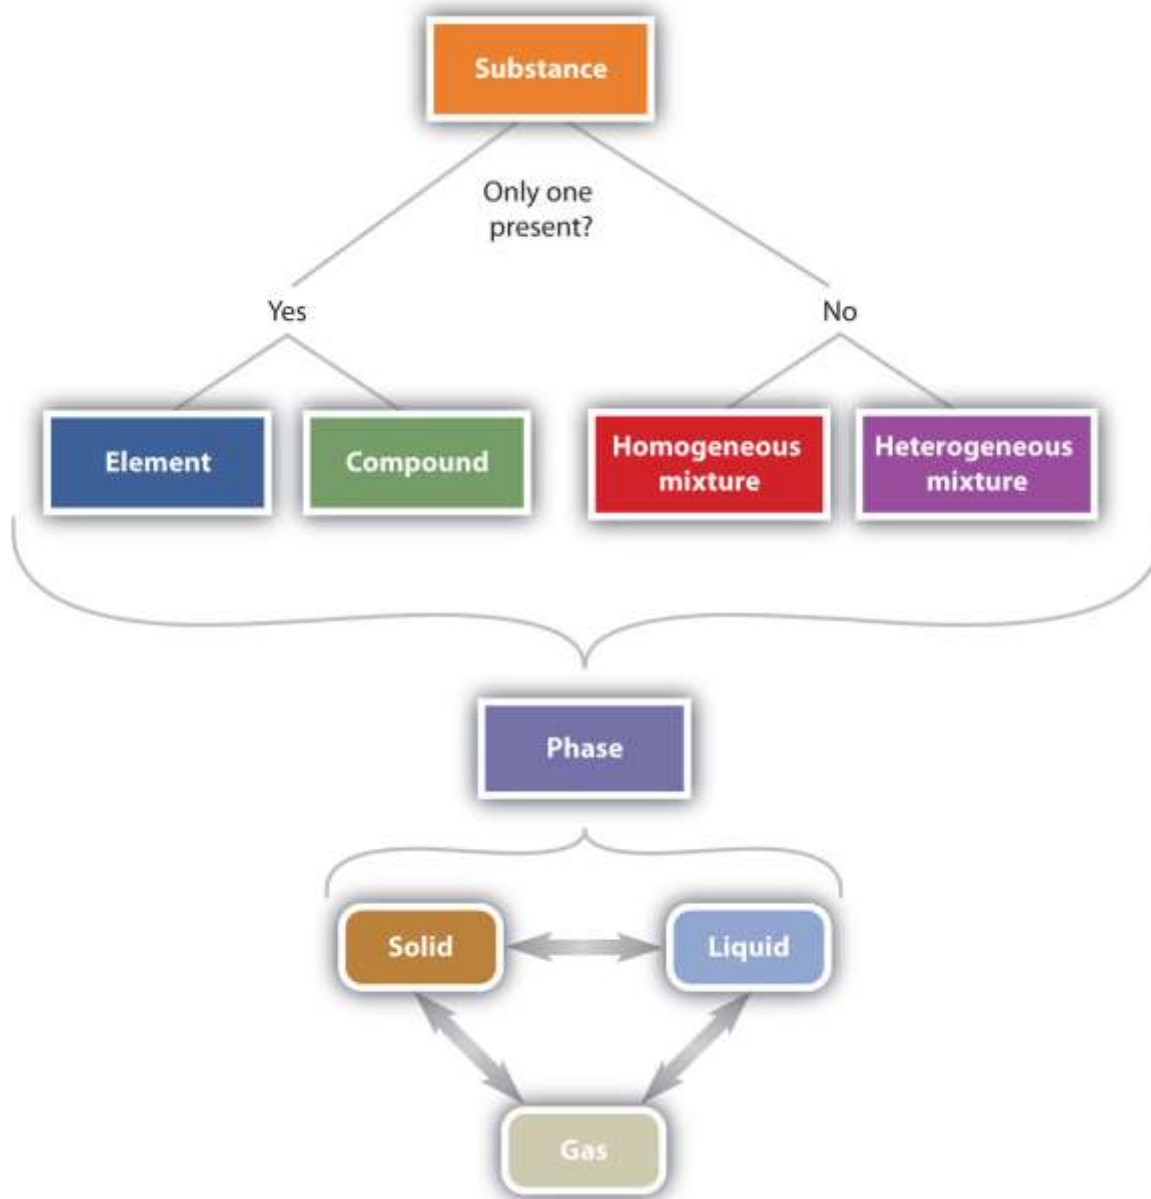 Substance
Only one
present?
Yes
No
Element
Compound
Homogeneous
mixture
Heterogeneous
mixture
Phase
Solid
Liquid
Gas